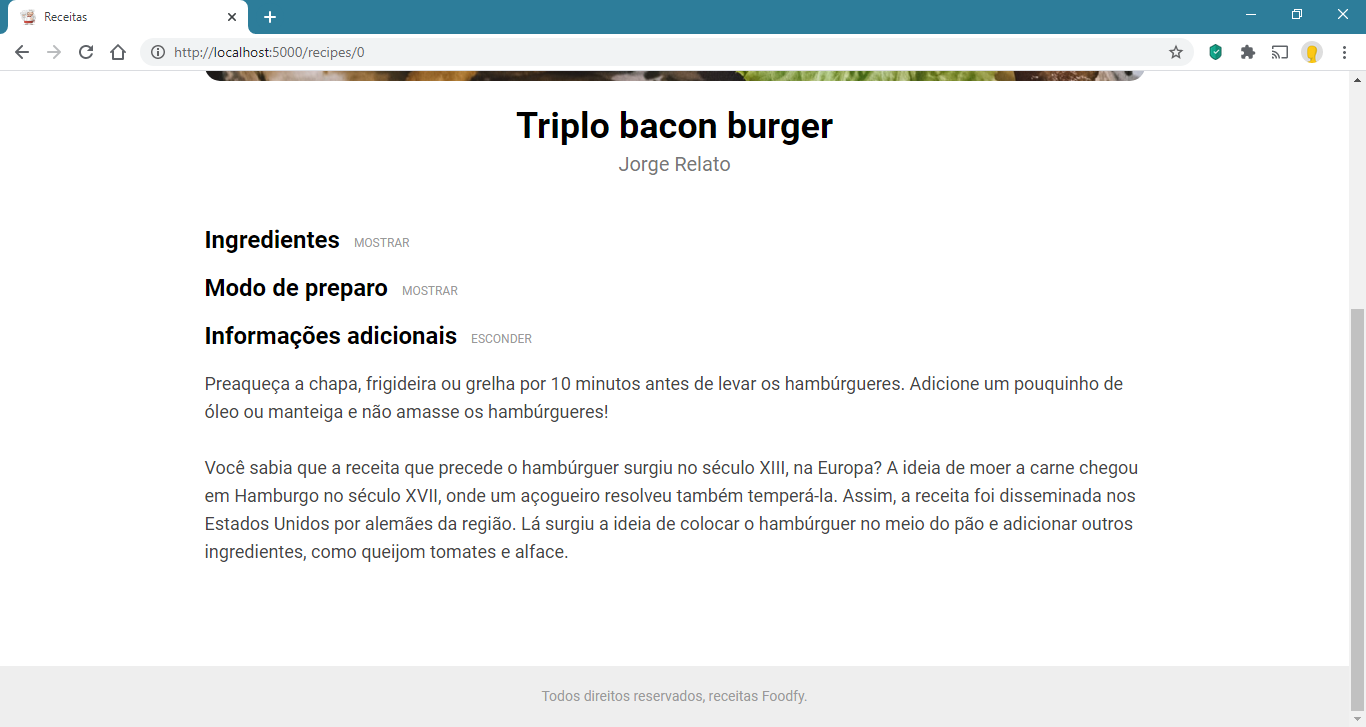 Receitas
http://localhost:5000/recipes/0
Triplo bacon burger
Jorge Relato
Ingredientes MOSTRAR
Modo de preparo MOSTRAR
Informações adicionais ESCONDER
Preaqueça a chapa, frigideira ou grelha por 10 minutos antes de levar os hambúrgueres. Adicione um pouquinho de
óleo ou manteiga e não amasse os hambúrgueres!
Você sabia que a receita que precede o hambúrguer surgiu no século XIII, na Europa? A ideia de moer a carne chegou
em Hamburgo no século XVII, onde um açogueiro resolveu também temperá-la. Assim, a receita foi disseminada nos
Estados Unidos por alemães da região. Lá surgiu a ideia de colocar o hambúrguer no meio do pão e adicionar outros
ingredientes, como queijom tomates e alface.
Todos direitos reservados, receitas Foodfy.